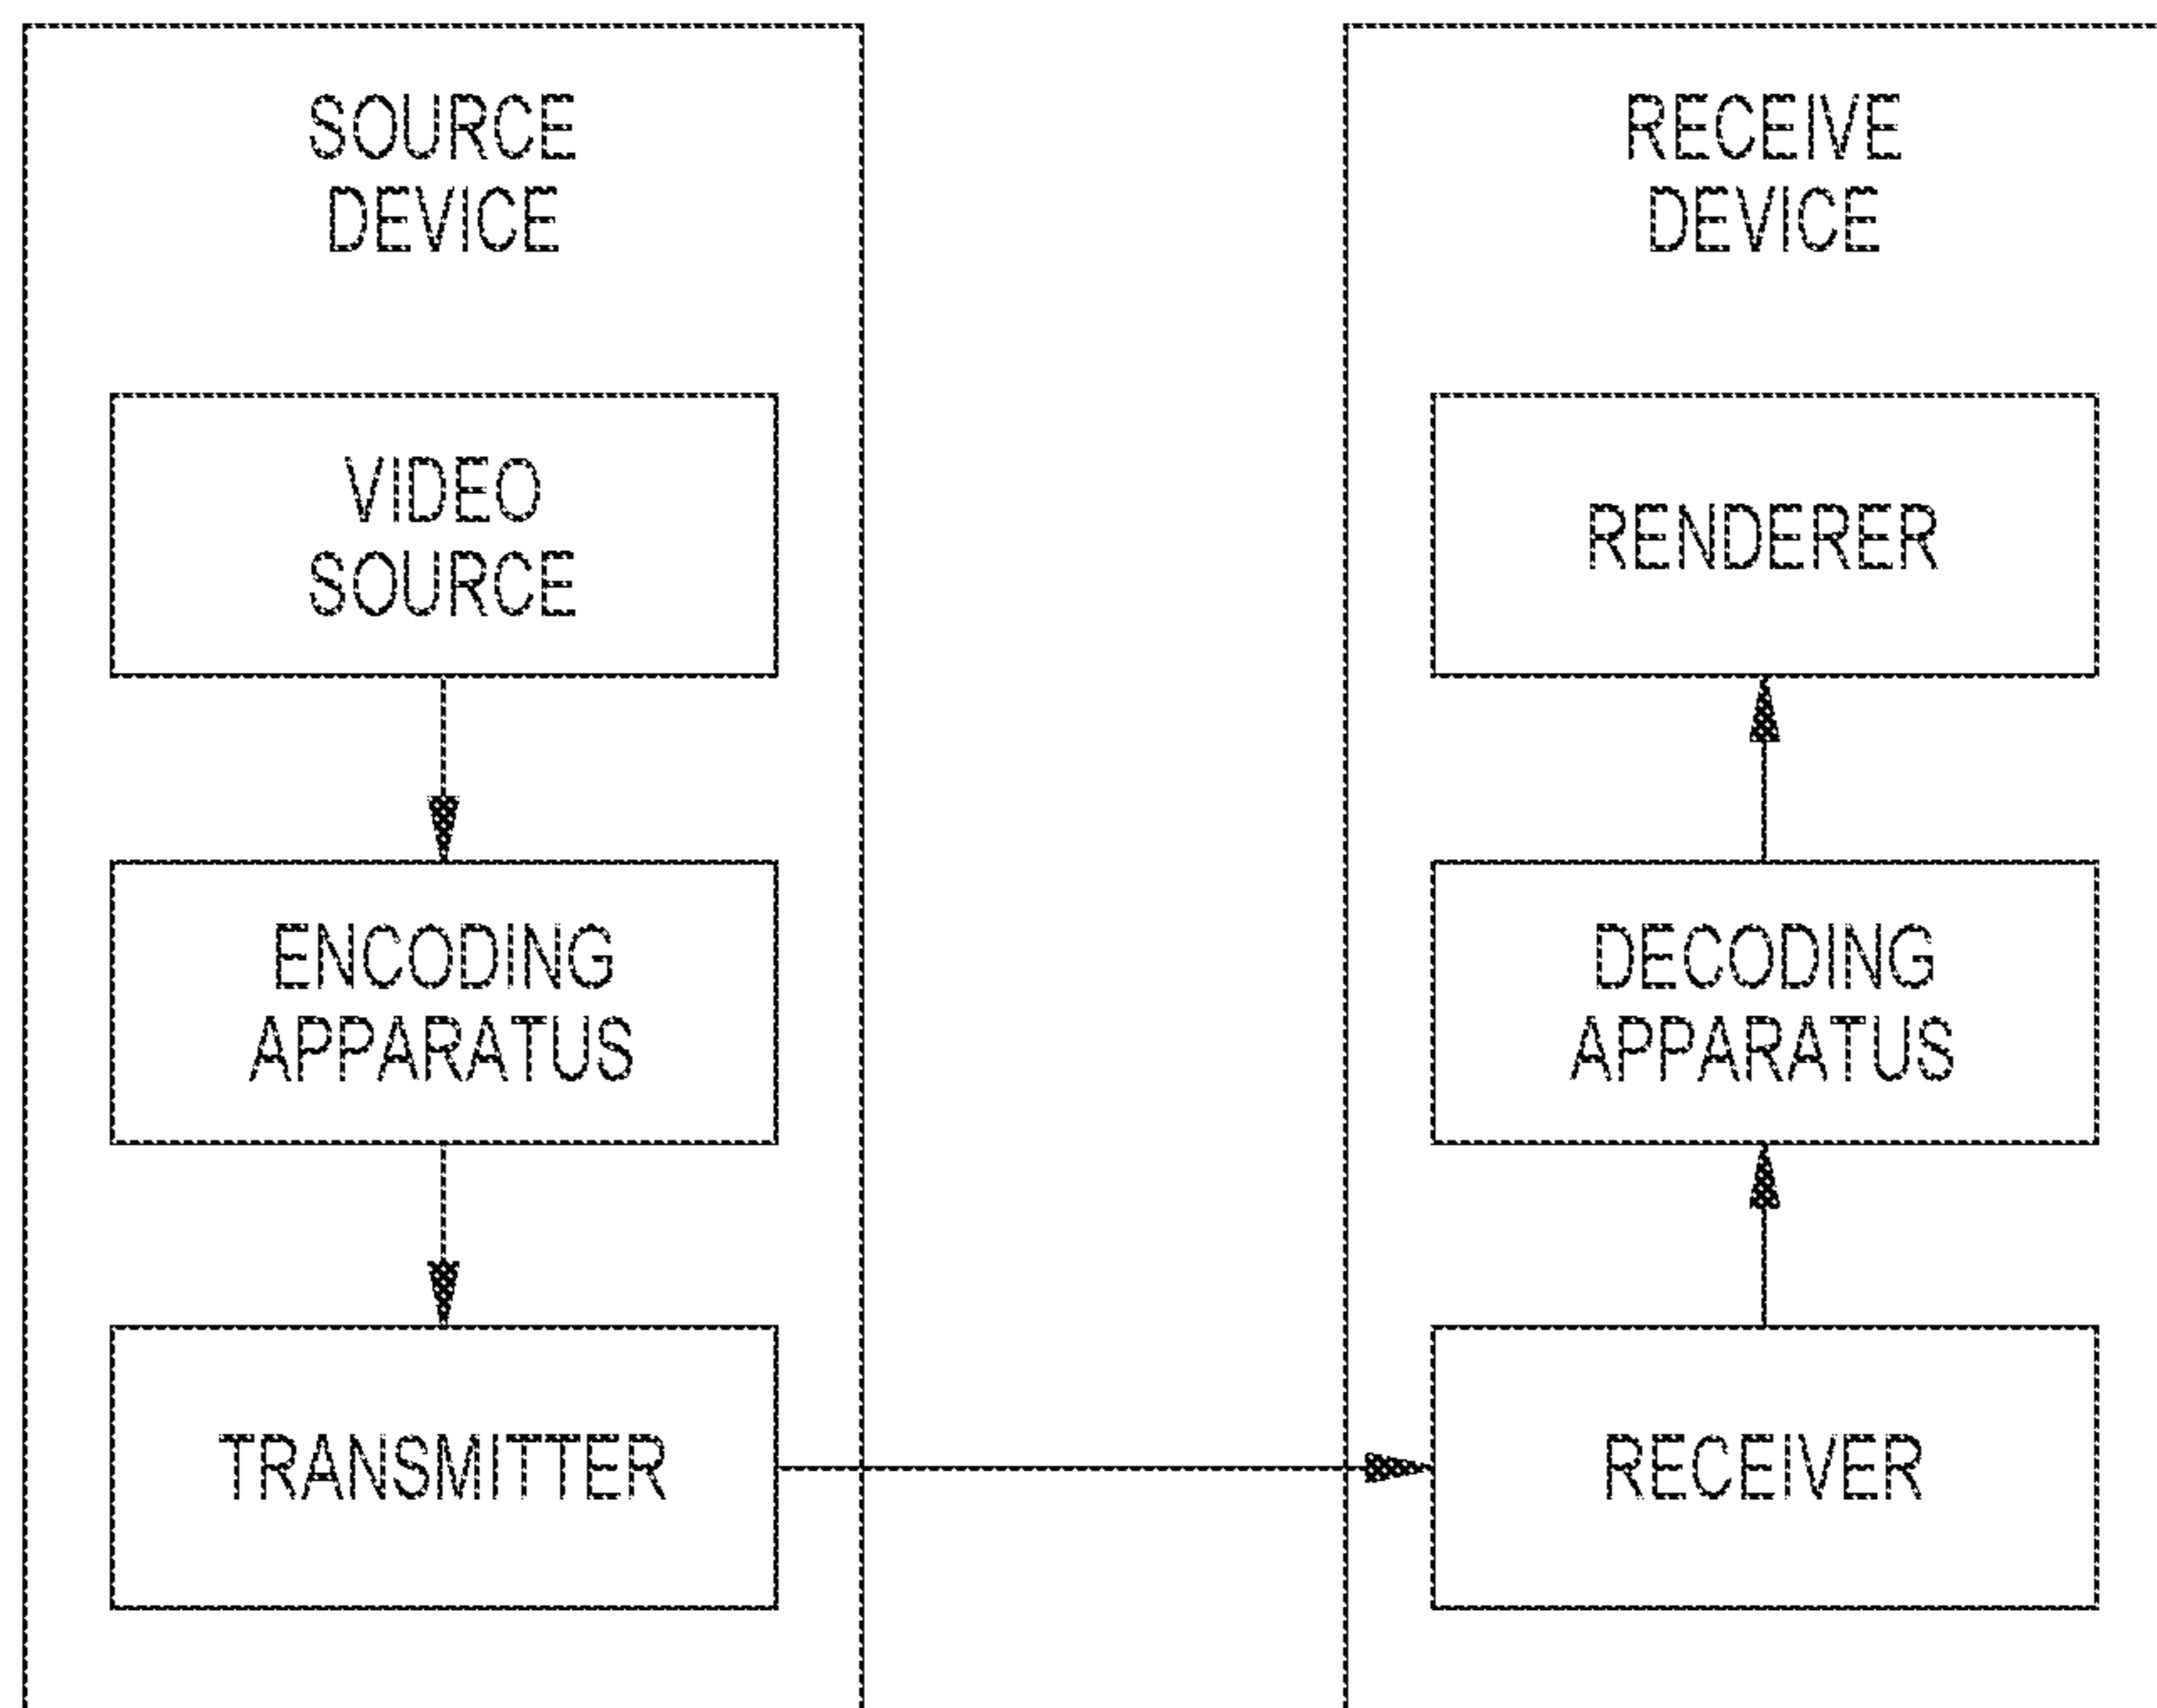 SOURCE
DEVICE
VIDEO
SOURCE
ENCODING
APPARATUS
TRANSMITTER
RECEIVE
DEVICE
RENDERER
DECODING
APPARATUS
RECEIVER